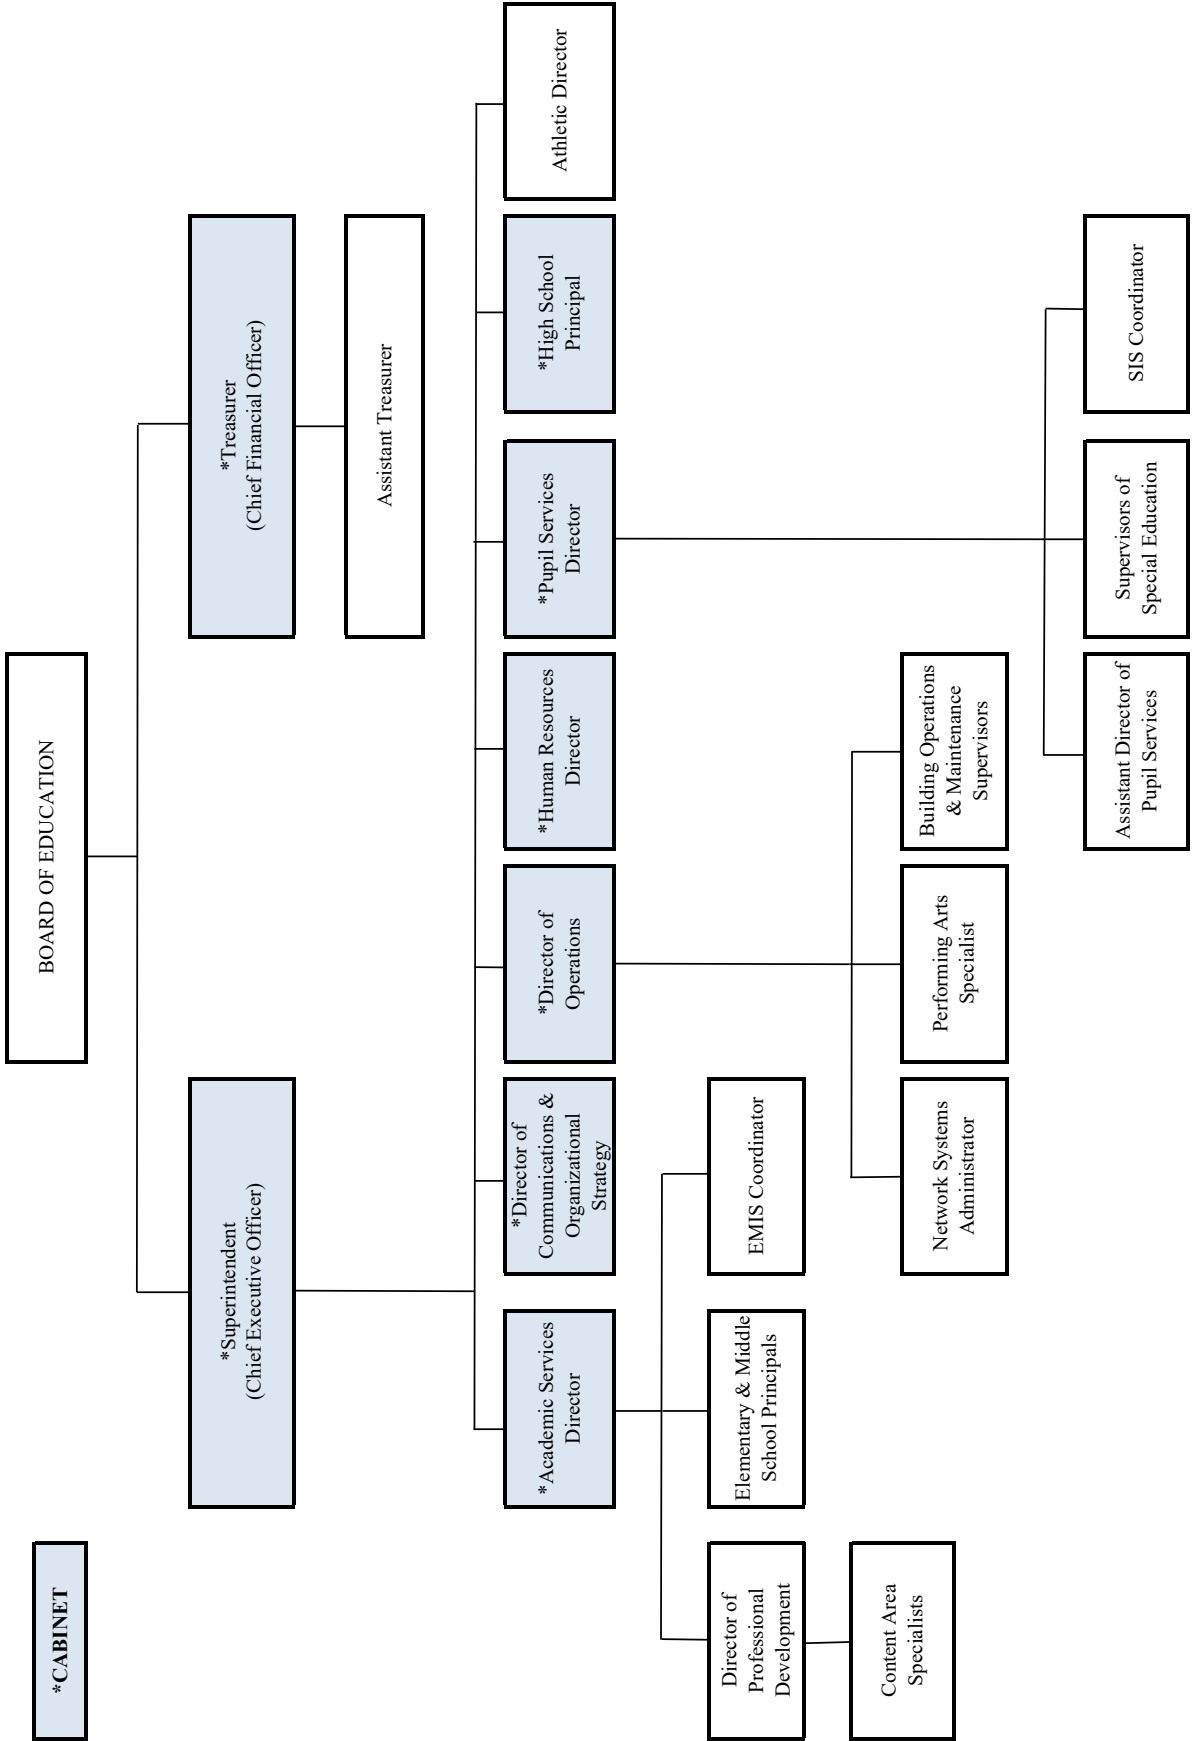 *CABINET
BOARD OF EDUCATION
*Superintendent
(Chief Executive Officer)
*Treasurer
(Chief Financial Officer)
Assistant Treasurer
*Academic Services
Director
*Director of
Communications &
Organizational
Strategy
*Director of
Operations
*Human Resources
Director
*Pupil Services
Director
*High School
Principal
Athletic Director
Director of
Professional
Development
Elementary & Middle
School Principals
EMIS Coordinator
Content Area
Specialists
Network Systems
Administrator
Performing Arts
Specialist
Building Operations
& Maintenance
Supervisors
Assistant Director of
Pupil Services
Supervisors of
Special Education
SIS Coordinator